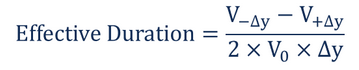 Effective Duration = (V₋Δy − V₊Δy) / (2 × V₀ × Δy)